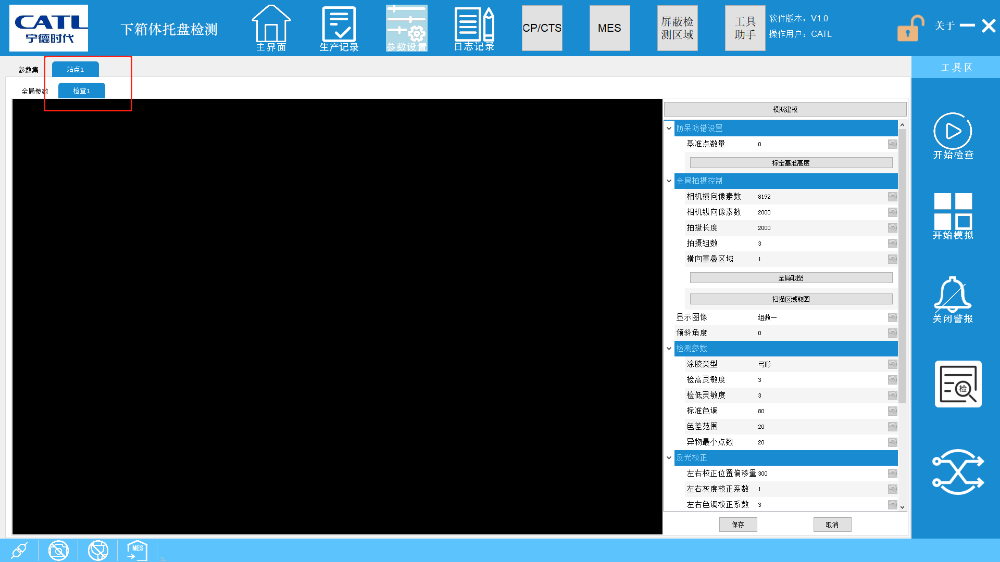 CATL
宁德时代
下箱体托盘检测
主界面
生产记录
参数设置
日志记录
CP/CTS
MES
屏蔽检
测区域
工具
助手
软件版本：V1.0
操作用户：CATL
关于
参数集
站点1
工具区
全局参数
检查1
模拟建模
防呆防错设置
基准点数量 0
标定基准高度
全局拍摄控制
相机横向像素数 8192
相机纵向像素数 2000
拍摄长度 2000
拍摄组数 3
横向重叠区域 1
全局取图
扫描区域取图
显示图像 组数一
倾斜角度 0
检测参数
涂胶类型 弓形
检高灵敏度 3
检低灵敏度 3
标准色调 80
色差范围 20
异物最小点数 20
反光校正
左右校正位置偏移量 300
左右灰度校正系数 1
左右色调校正系数 3
保存
取消
开始检查
开始模拟
关闭警报
检
MES